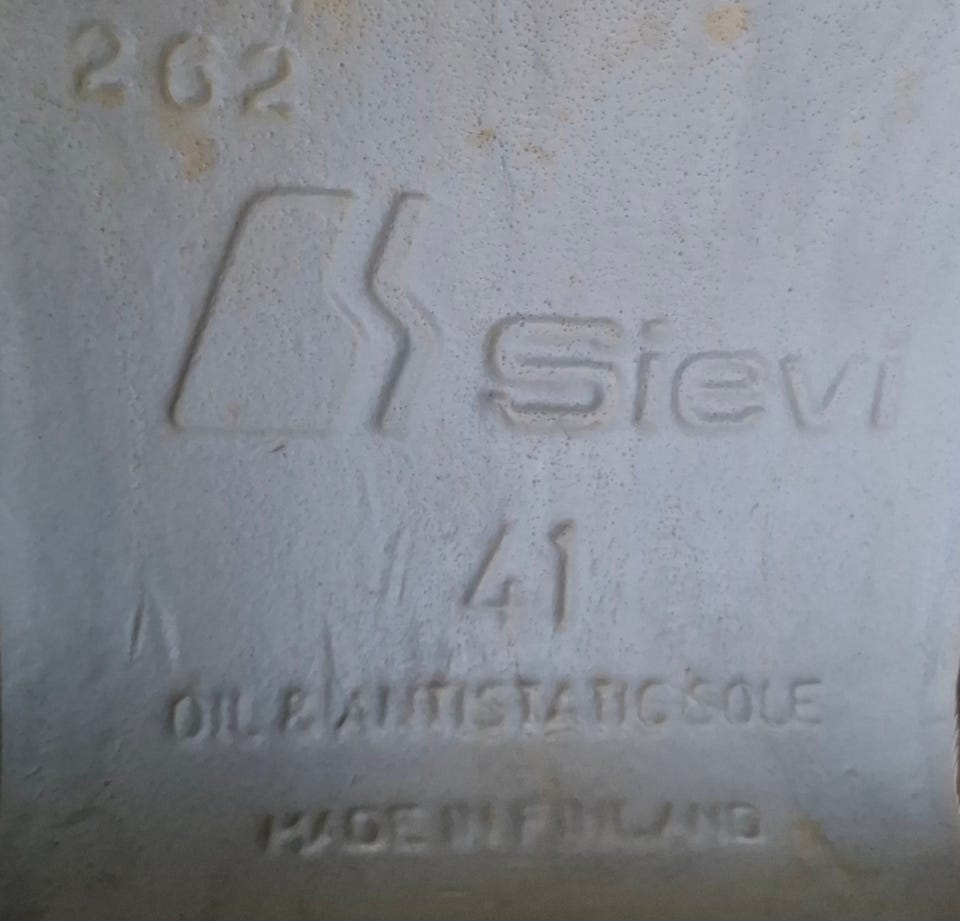 262
Sievi
41
OIL & ANTISTATIC SOLE
MADE IN FINLAND